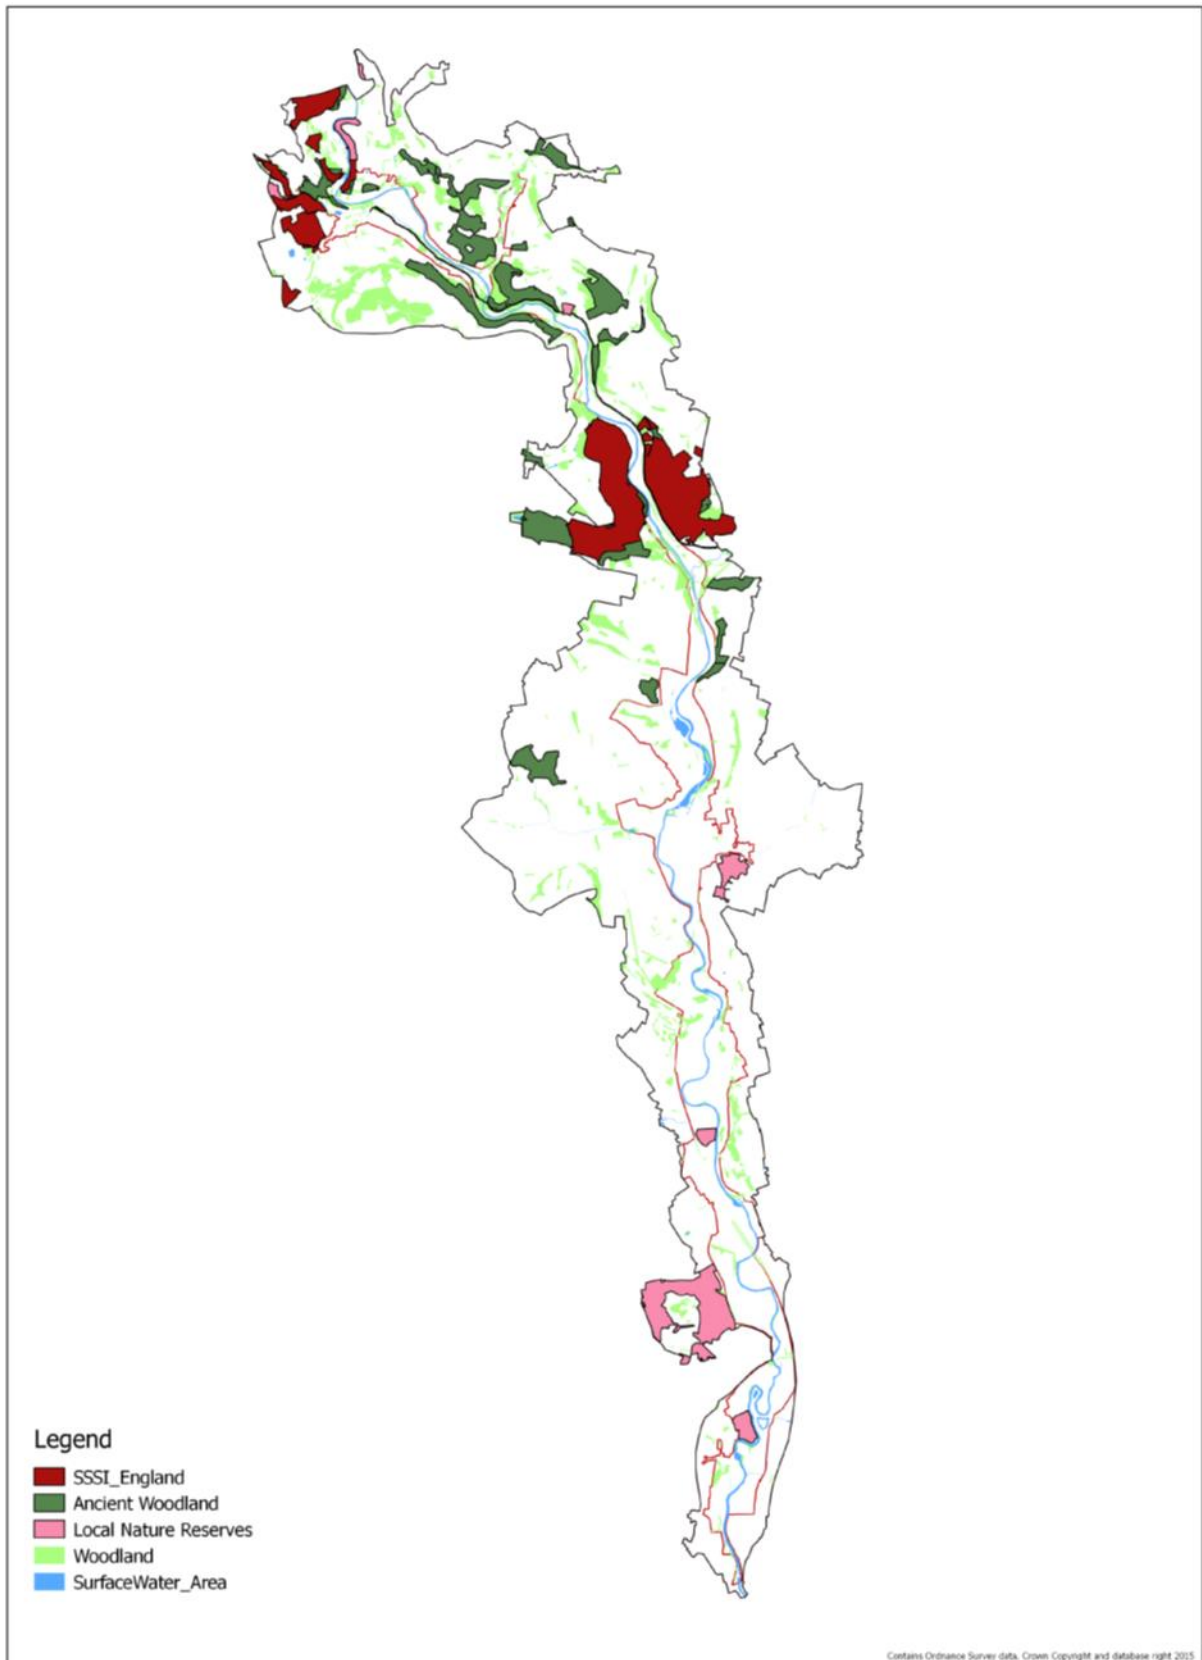 Legend
SSSI_England
Ancient Woodland
Local Nature Reserves
Woodland
SurfaceWater_Area
Contains Ordnance Survey data, Crown Copyright and database right 2015